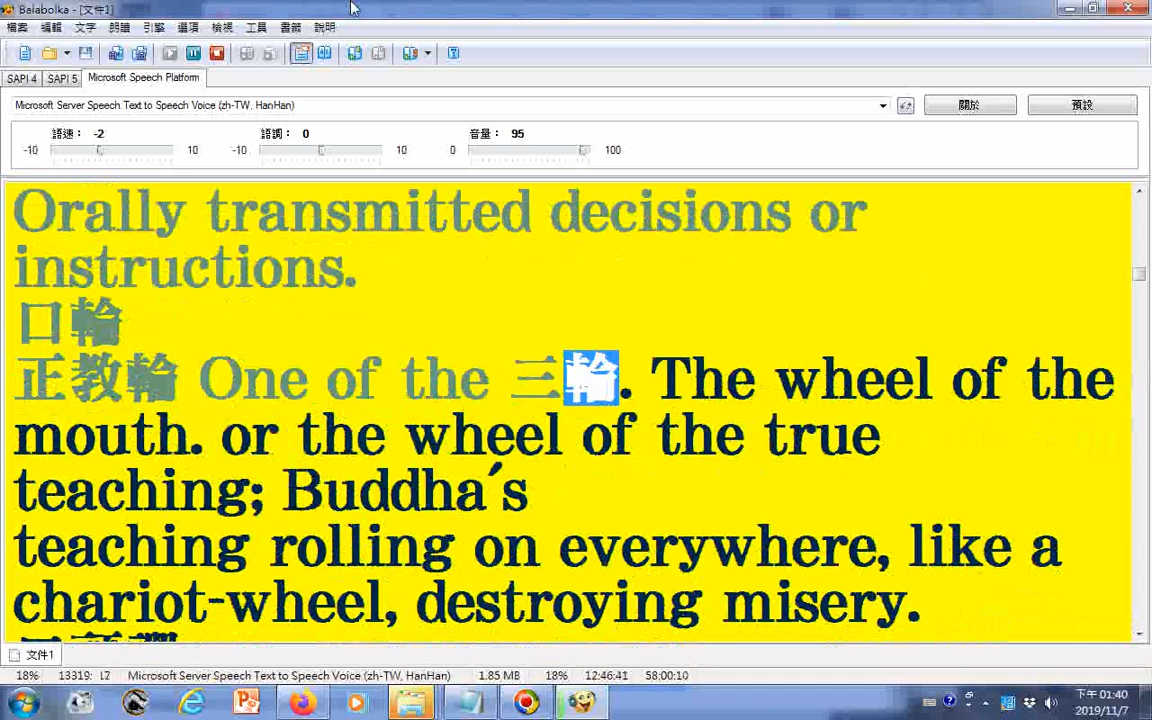 Balabolka - [文件1]
檔案 編輯 文字 朗讀 引擎 選項 檢視 工具 書籤 說明
SAPI 4 SAPI 5 Microsoft Speech Platform
Microsoft Server Speech Text to Speech Voice (zh-TW, HanHan) 關於 預設
語速： -2 語調： 0 音量： 95
-10 10 -10 10 0 100
Orally transmitted decisions or
instructions.
口輪
正教輪 One of the 三輪. The wheel of the
mouth. or the wheel of the true
teaching; Buddha´s
teaching rolling on everywhere, like a
chariot-wheel, destroying misery.
文件1
18% 13319: 17 Microsoft Server Speech Text to Speech Voice (zh-TW, HanHan) 1.85 MB 18% 12:46:41 58:00:10
下午 01:40
2019/11/7